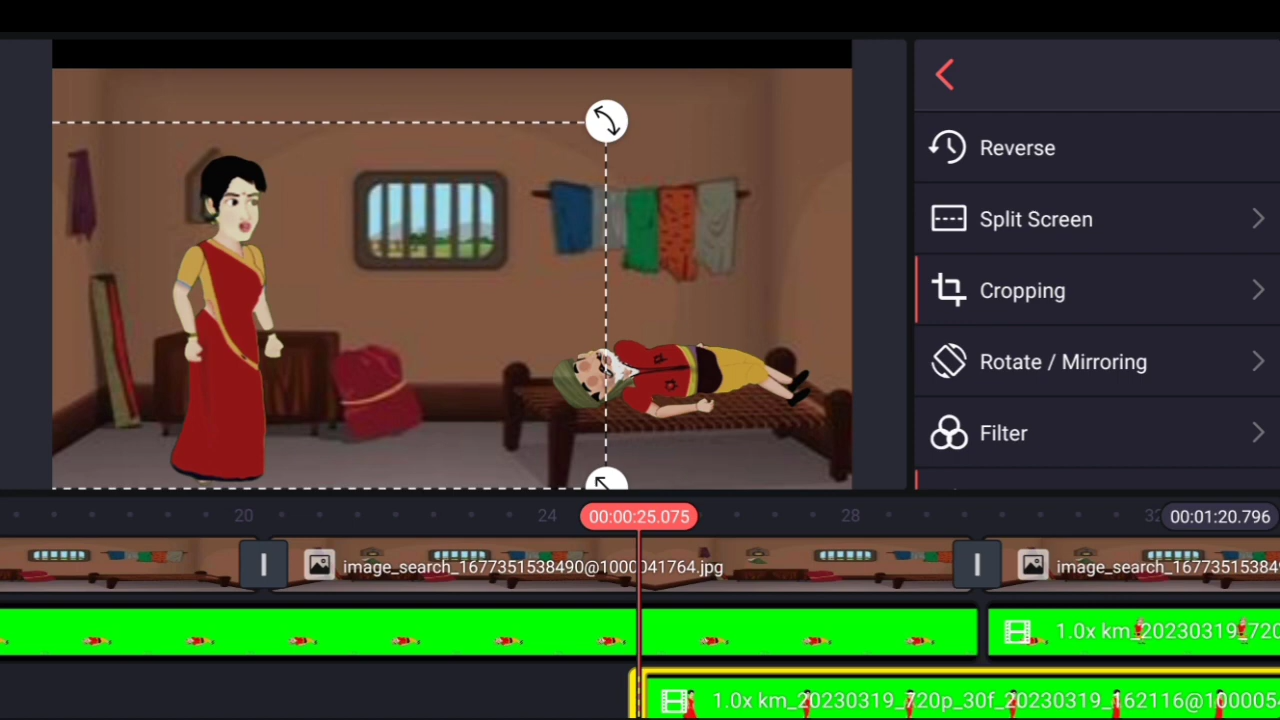 Reverse
Split Screen
Cropping
Rotate / Mirroring
Filter
20
24
00:00:25.075
28
32
00:01:20.796
image_search_1677351538490@1000041764.jpg
image_search_16773515384
1.0x km_20230319_720
1.0x km_20230319_720p_30f_20230319_162116@100005